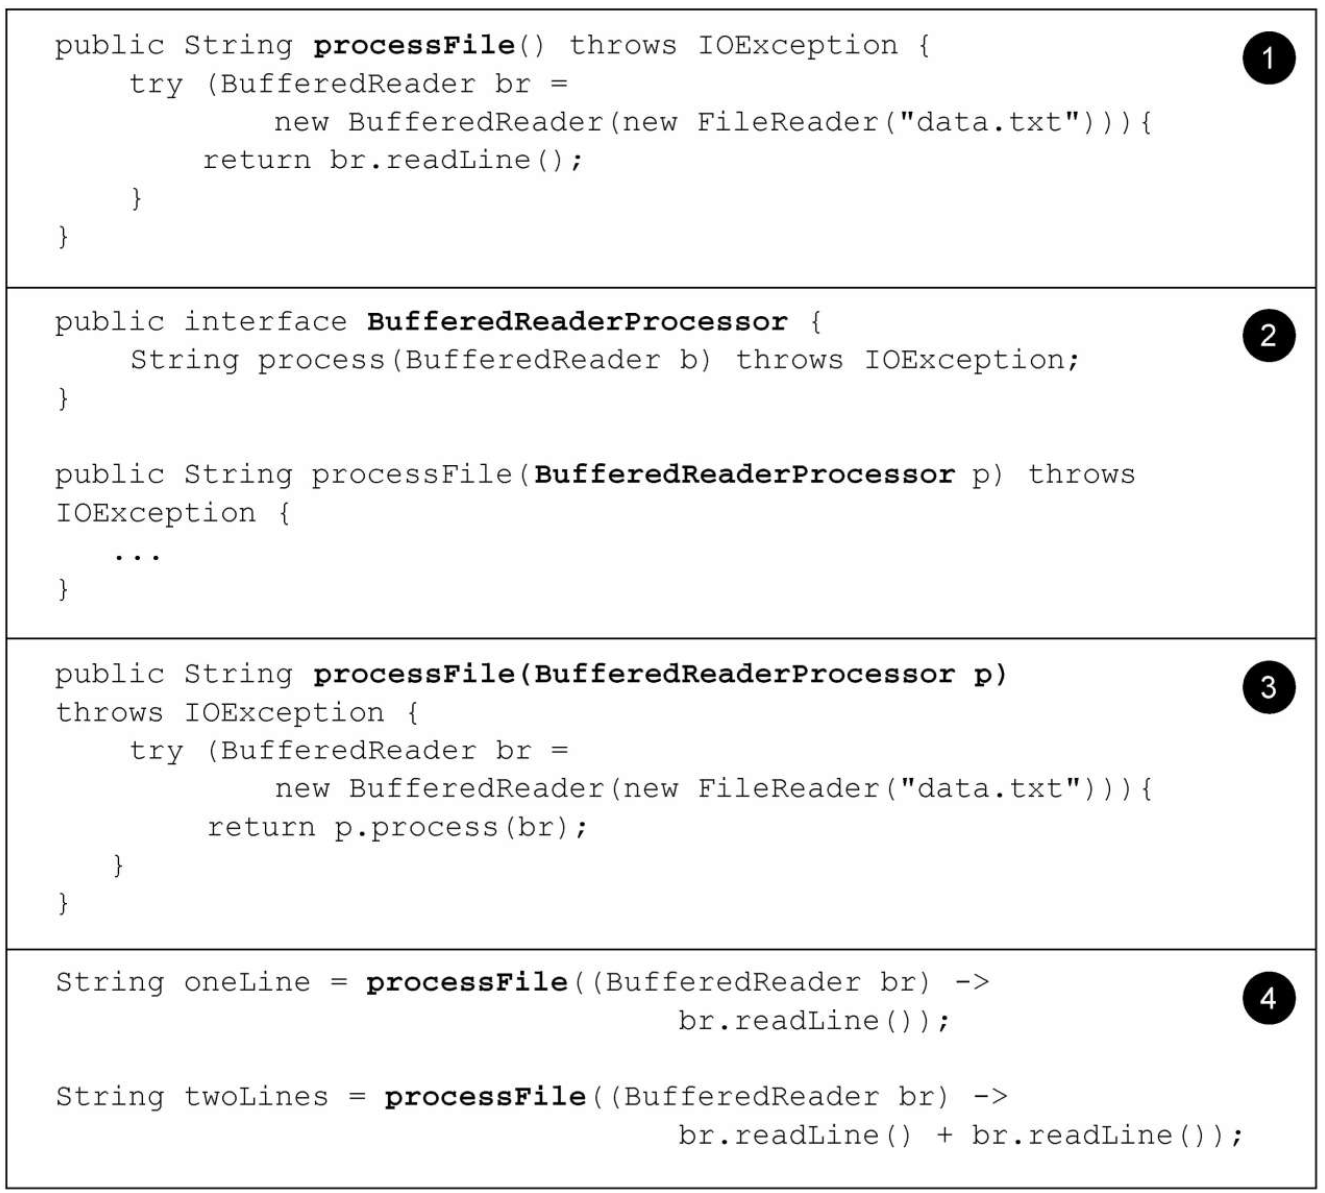 public String processFile() throws IOException {
    try (BufferedReader br =
            new BufferedReader(new FileReader("data.txt"))){
        return br.readLine();
    }
}
1
public interface BufferedReaderProcessor {
    String process(BufferedReader b) throws IOException;
}
public String processFile(BufferedReaderProcessor p) throws
IOException {
   ...
}
2
public String processFile(BufferedReaderProcessor p)
throws IOException {
    try (BufferedReader br =
            new BufferedReader(new FileReader("data.txt"))){
        return p.process(br);
   }
}
3
String oneLine = processFile((BufferedReader br) ->
                                  br.readLine());
String twoLines = processFile((BufferedReader br) ->
                                  br.readLine() + br.readLine());
4